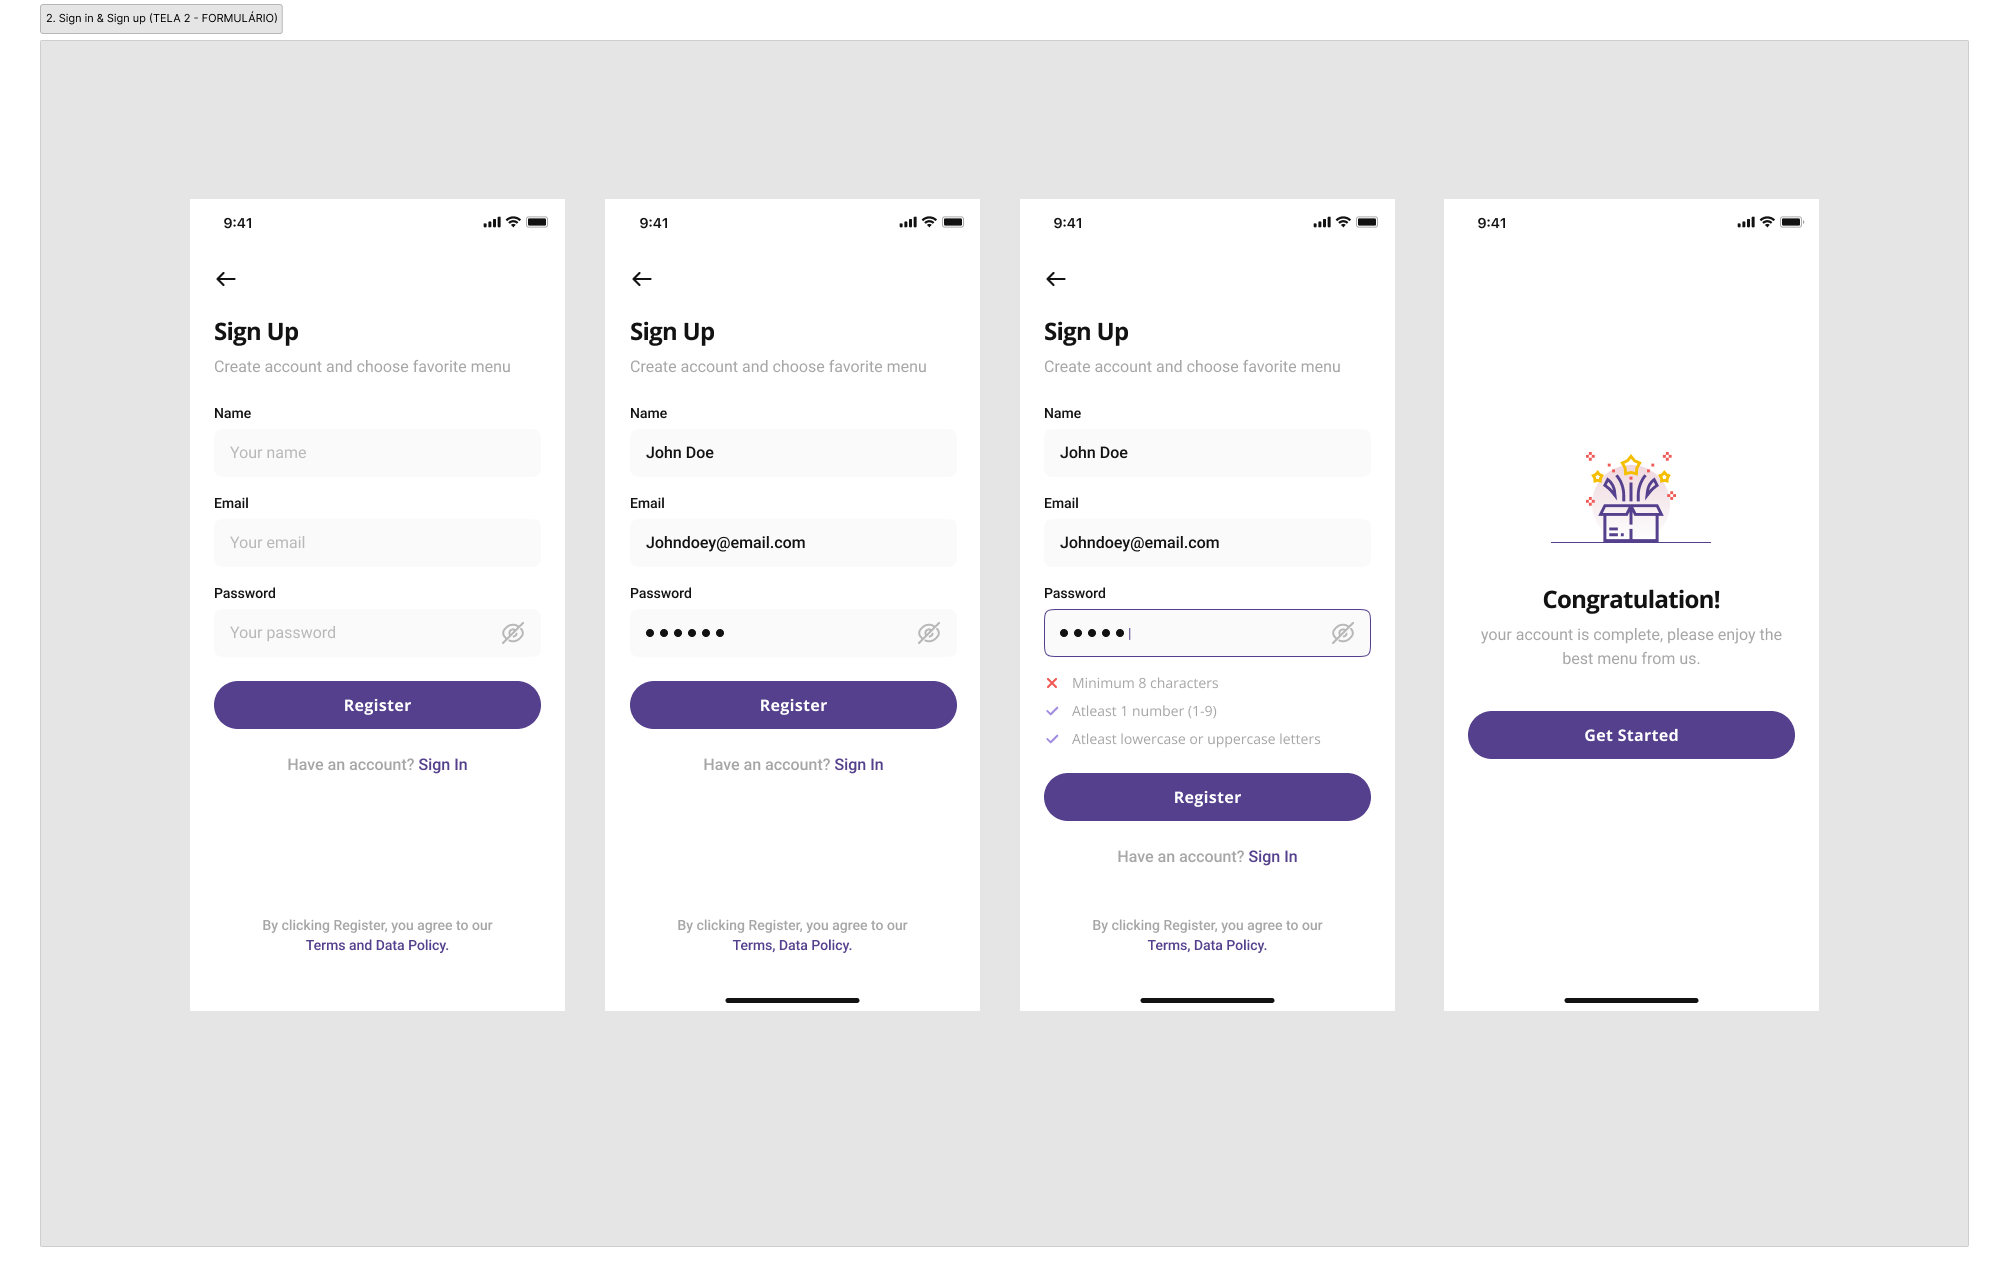 2. Sign in & Sign up (TELA 2 - FORMULÁRIO)
9:41
Sign Up
Create account and choose favorite menu
Name
Your name
Email
Your email
Password
Your password
Register
Have an account? Sign In
By clicking Register, you agree to our
Terms and Data Policy.
9:41
Sign Up
Create account and choose favorite menu
Name
John Doe
Email
Johndoey@email.com
Password
Register
Have an account? Sign In
By clicking Register, you agree to our
Terms, Data Policy.
9:41
Sign Up
Create account and choose favorite menu
Name
John Doe
Email
Johndoey@email.com
Password
Minimum 8 characters
Atleast 1 number (1-9)
Atleast lowercase or uppercase letters
Register
Have an account? Sign In
By clicking Register, you agree to our
Terms, Data Policy.
9:41
Congratulation!
your account is complete, please enjoy the
best menu from us.
Get Started